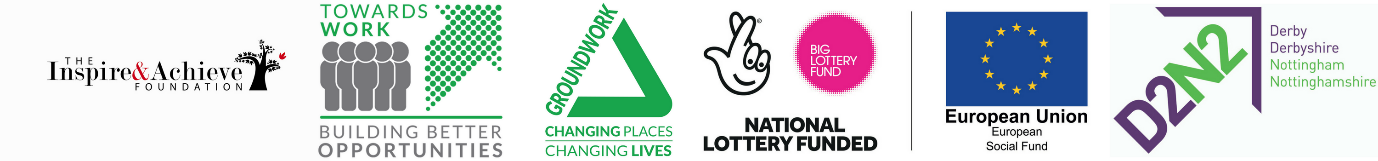 THE
Inspire&Achieve
FOUNDATION
TOWARDS
WORK
BUILDING BETTER
OPPORTUNITIES
GROUNDWORK
CHANGING PLACES
CHANGING LIVES
BIG
LOTTERY
FUND
NATIONAL
LOTTERY FUNDED
European Union
European
Social Fund
D2N2
Derby
Derbyshire
Nottingham
Nottinghamshire